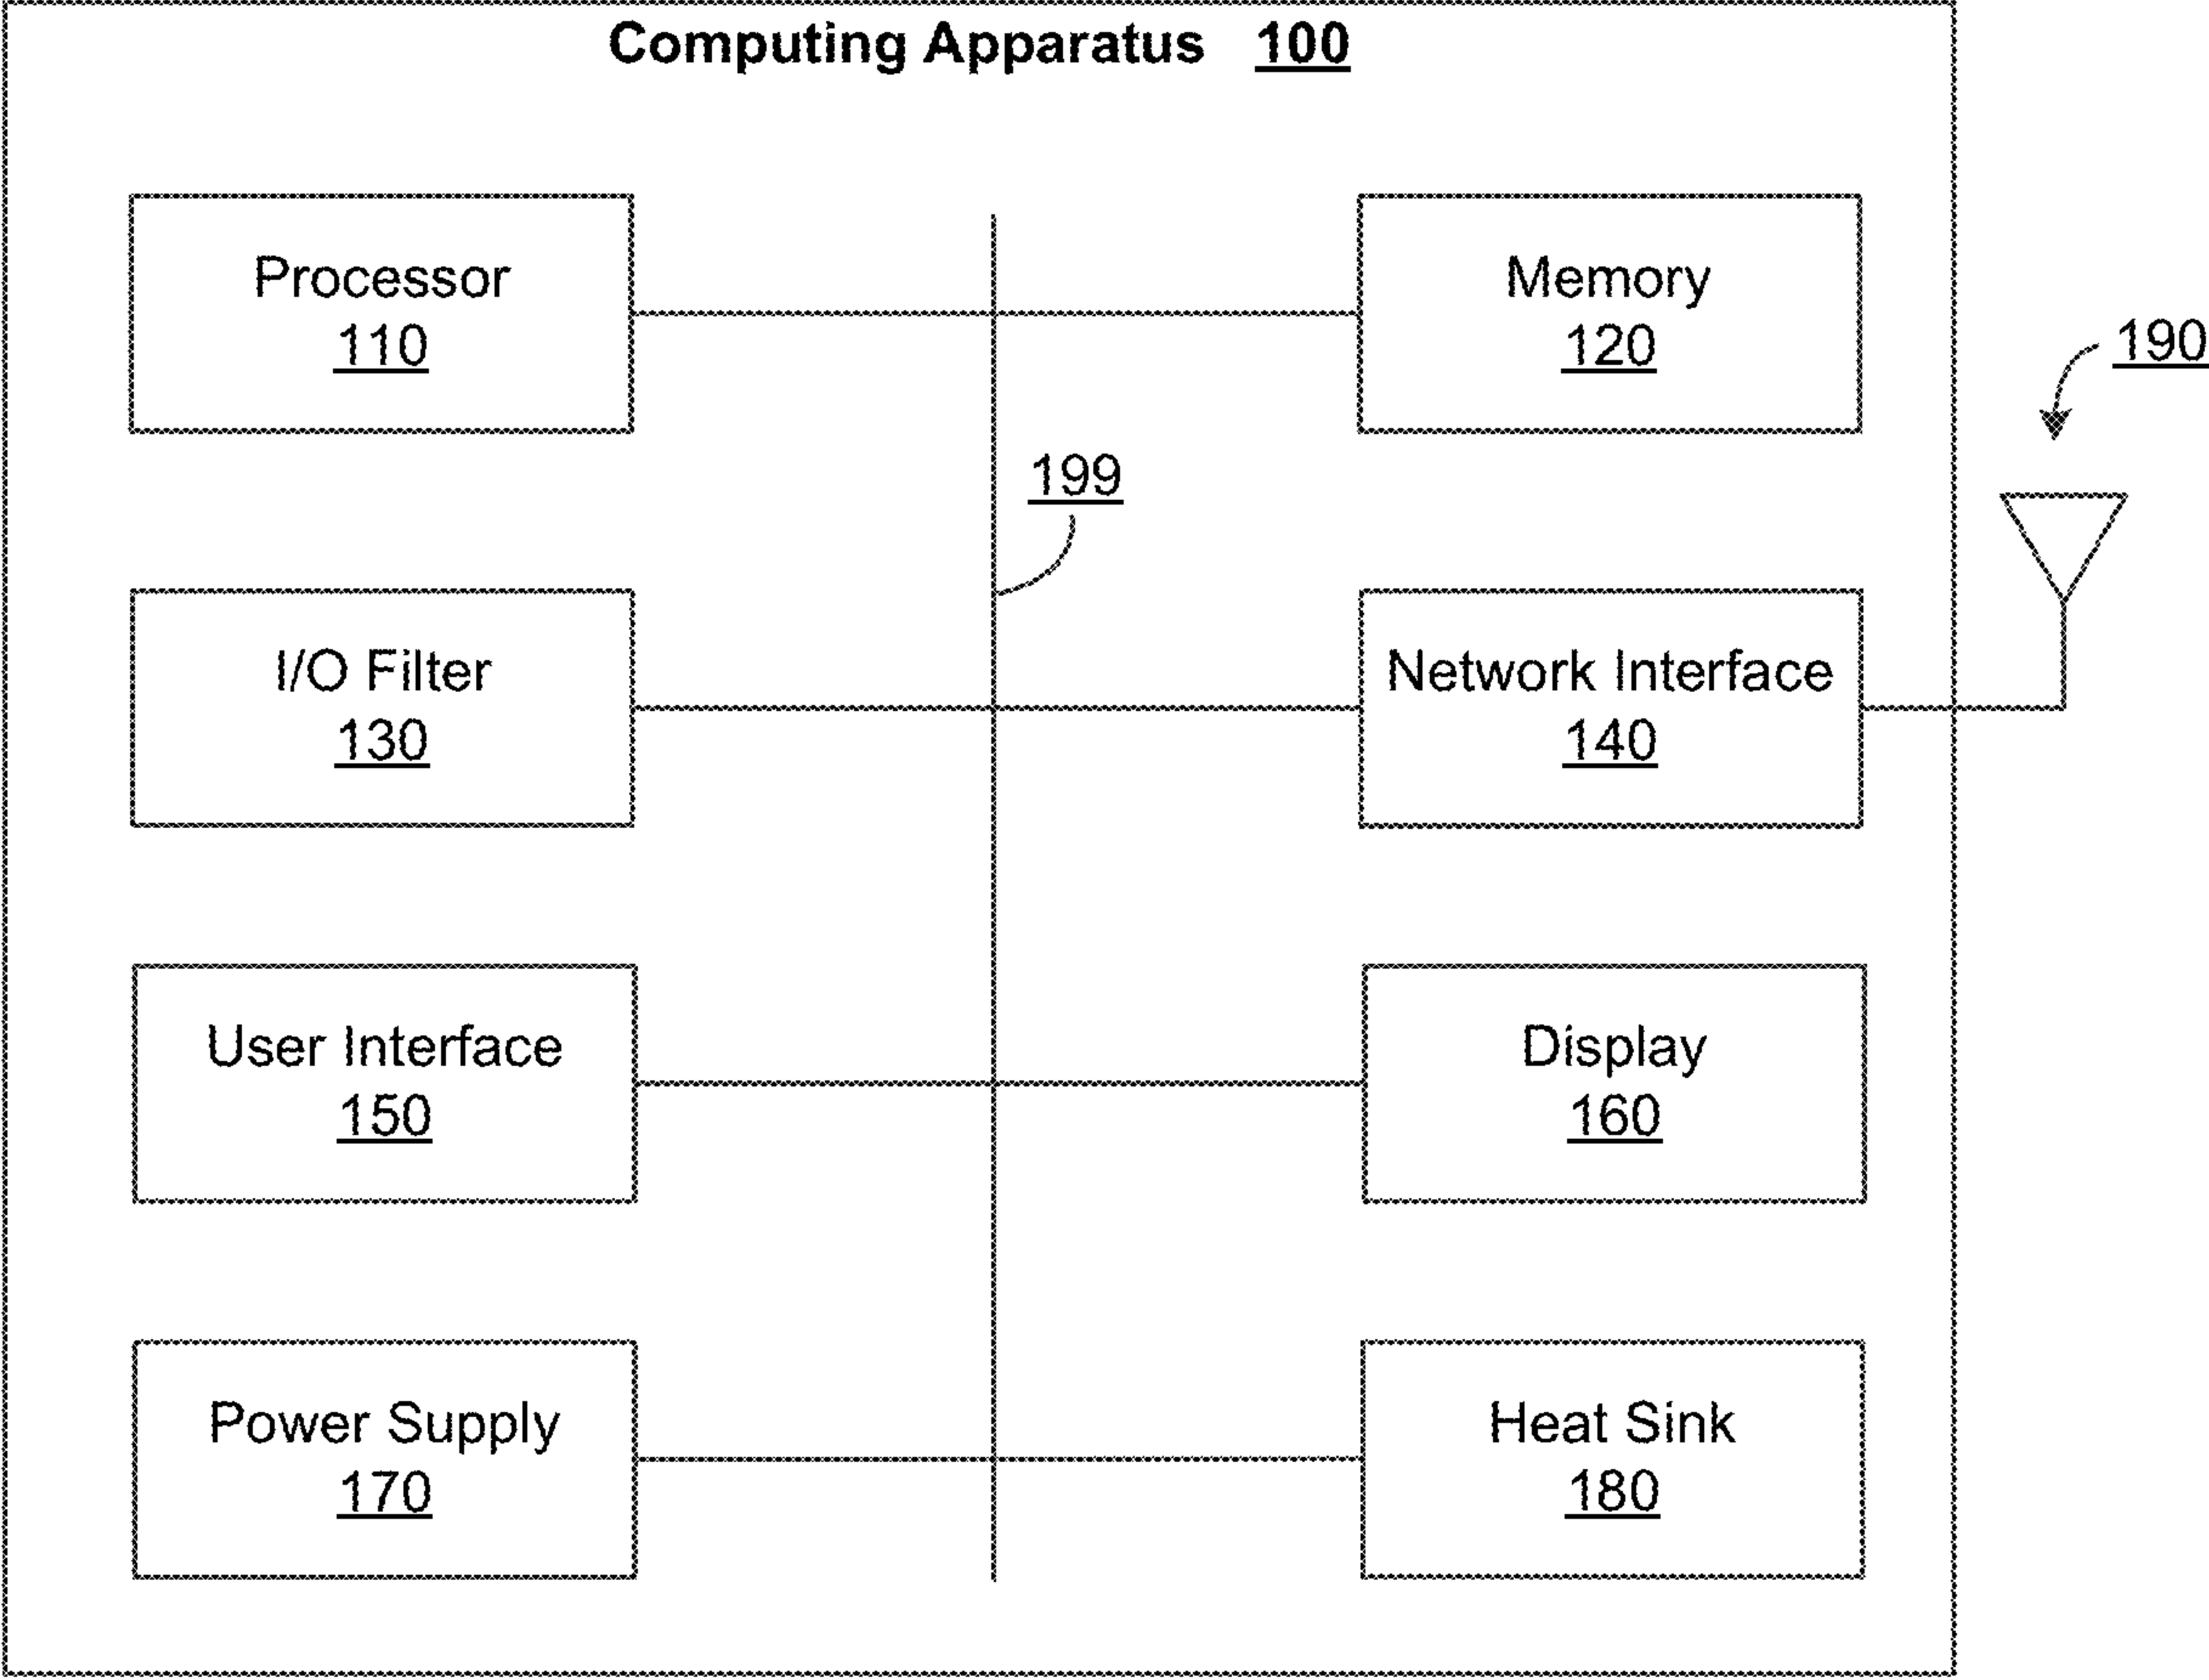 Computing Apparatus 100
Processor
110
Memory
120
190
199
I/O Filter
130
Network Interface
140
User Interface
150
Display
160
Power Supply
170
Heat Sink
180